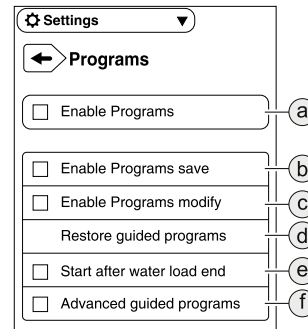 Settings
Programs
Enable Programs
a
Enable Programs save
b
Enable Programs modify
c
Restore guided programs
d
Start after water load end
e
Advanced guided programs
f